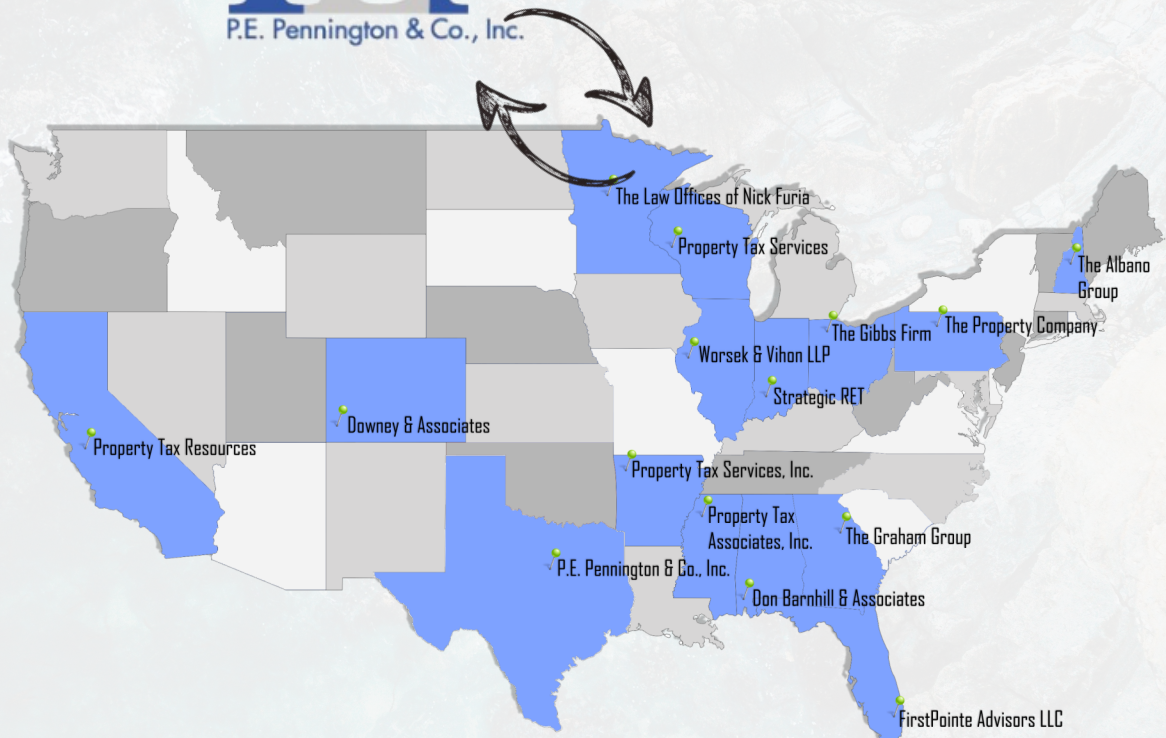 P.E. Pennington & Co., Inc.
The Law Offices of Nick Furia
Property Tax Services
The Albano
Group
The Gibbs Firm
The Property Company
Worsek & Vihon LLP
Strategic RET
Downey & Associates
Property Tax Resources
Property Tax Services, Inc.
Property Tax
Associates, Inc.
The Graham Group
P.E. Pennington & Co., Inc.
Don Barnhill & Associates
FirstPointe Advisors LLC